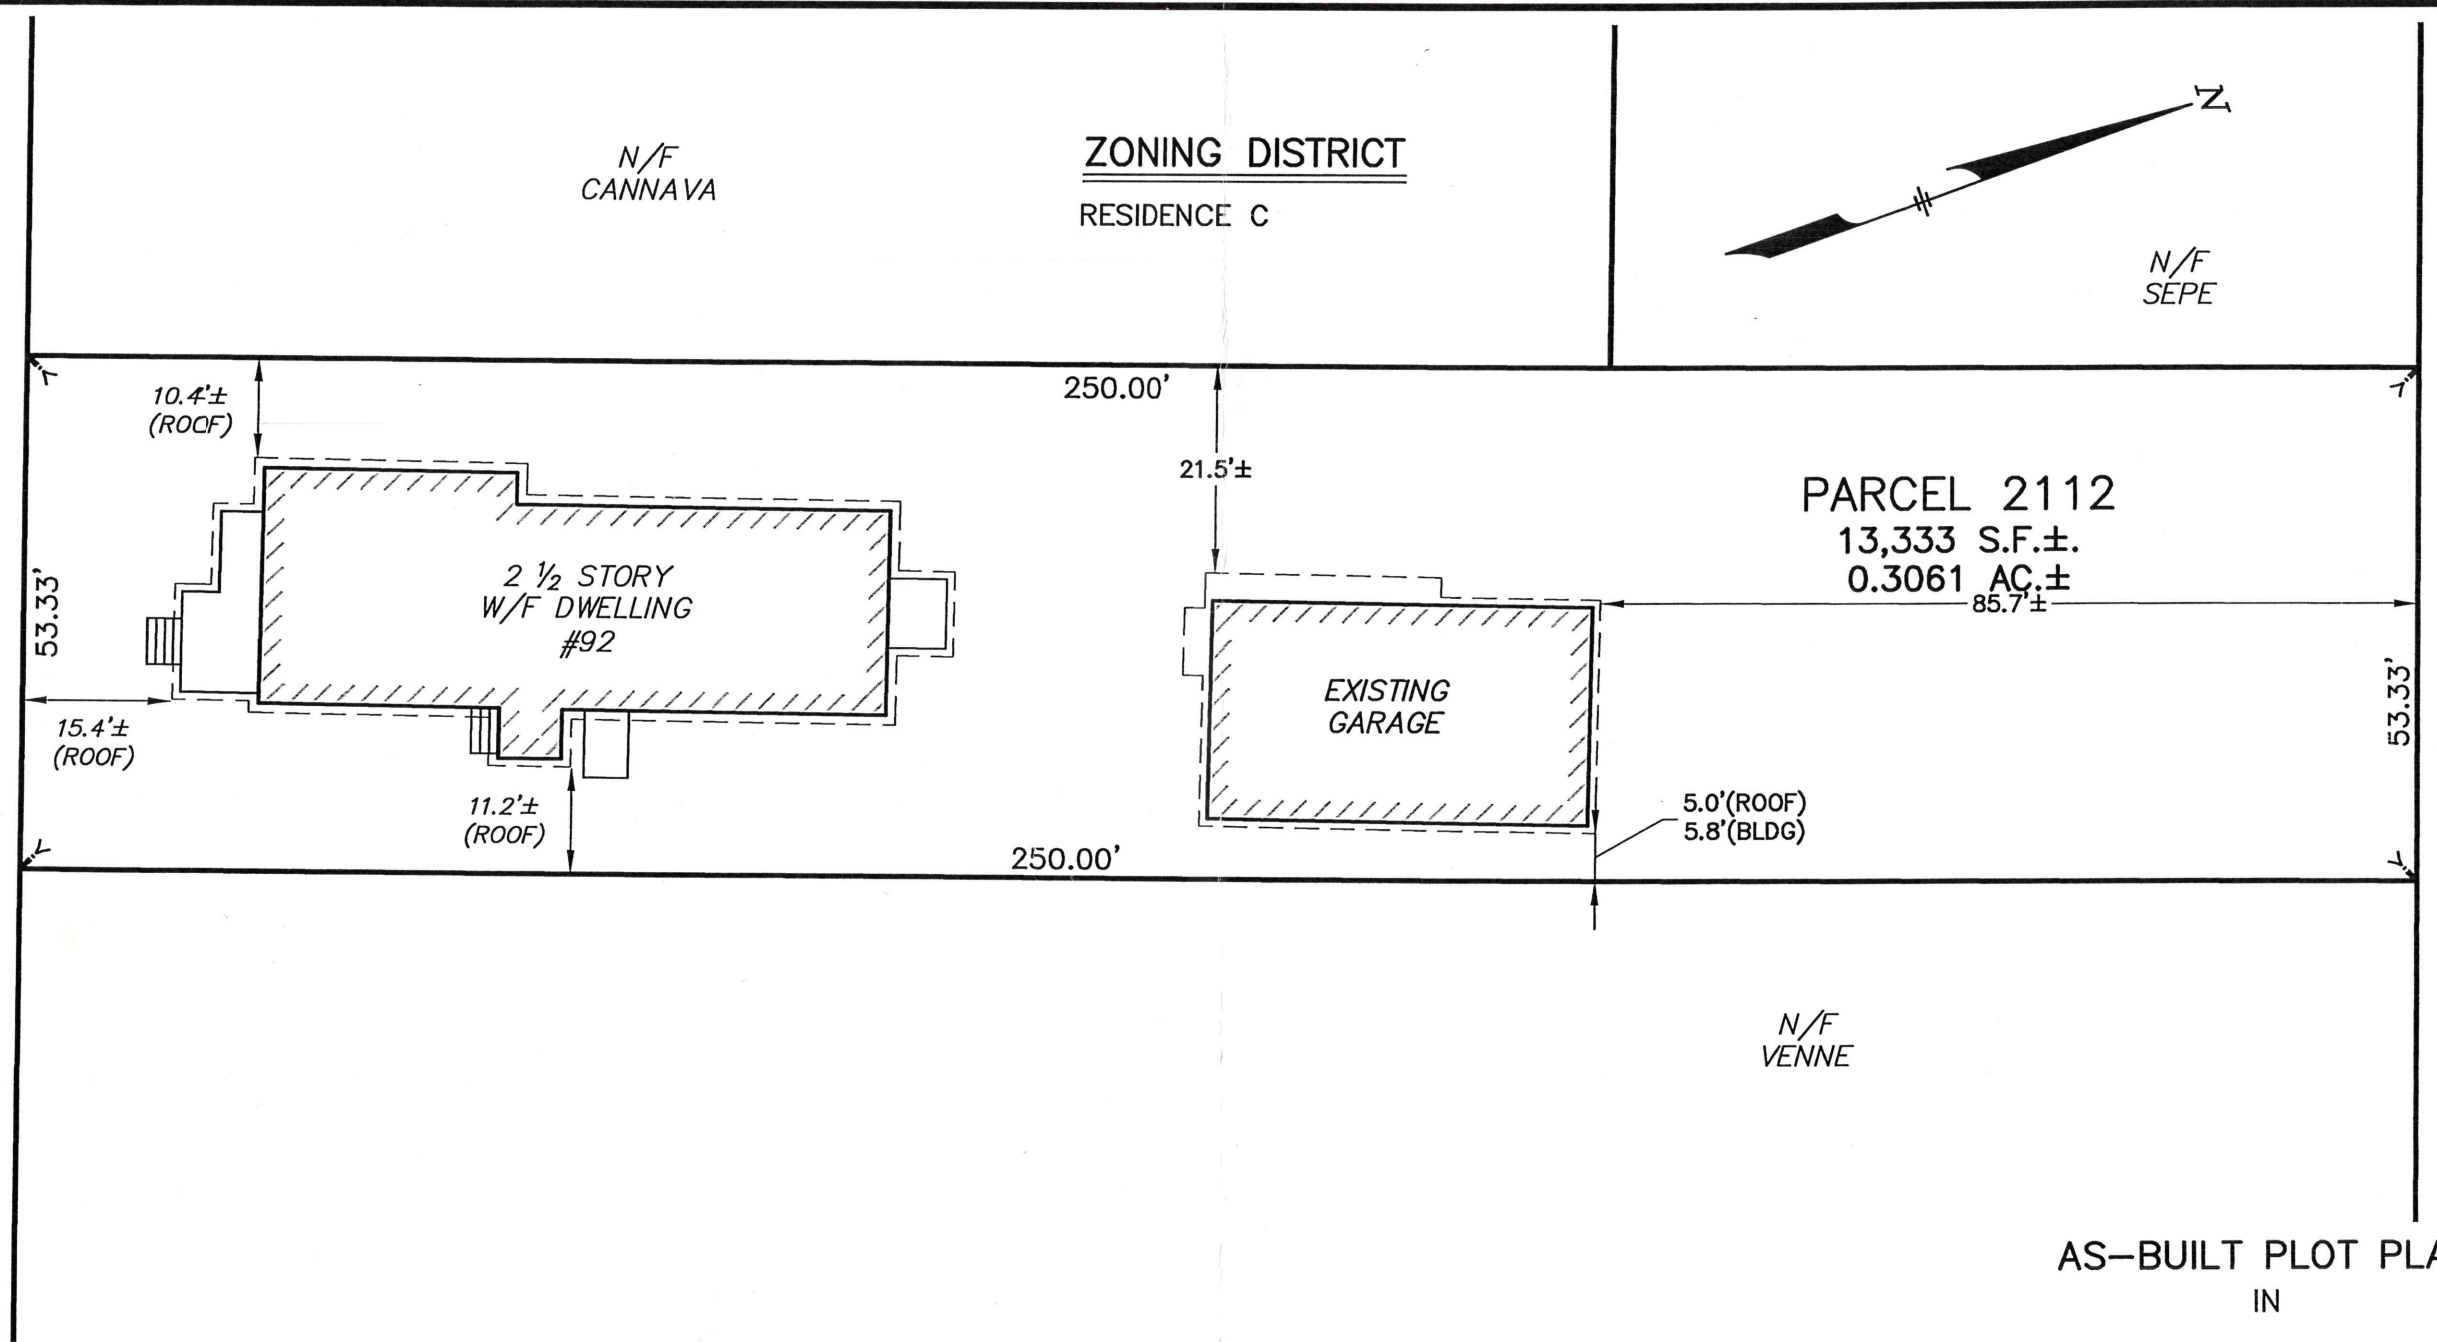 N
N/F
CANNAVA
ZONING DISTRICT
RESIDENCE C
N/F
SEPE
10.4'±
(ROOF)
250.00'
21.5'±
PARCEL 2112
13,333 S.F.±.
0.3061 AC.±
85.7'±
2 ½ STORY
W/F DWELLING
#92
53.33'
EXISTING
GARAGE
53.33'
15.4'±
(ROOF)
11.2'±
(ROOF)
5.0'(ROOF)
5.8'(BLDG)
250.00'
N/F
VENNE
AS-BUILT PLOT PLA
IN